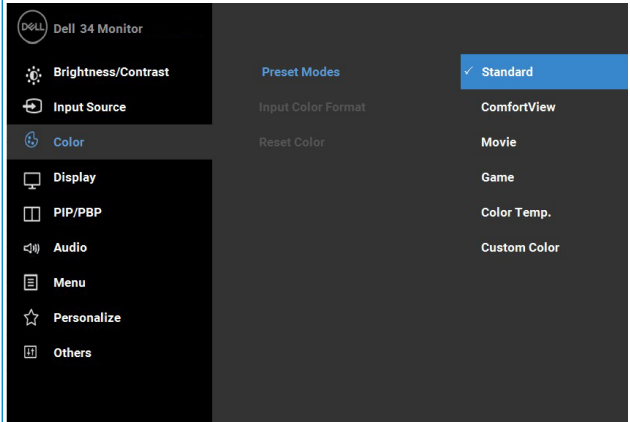 DELL Dell 34 Monitor
Brightness/Contrast
Input Source
Color
Display
PIP/PBP
Audio
Menu
Personalize
Others
Preset Modes
Input Color Format
Reset Color
Standard
ComfortView
Movie
Game
Color Temp.
Custom Color